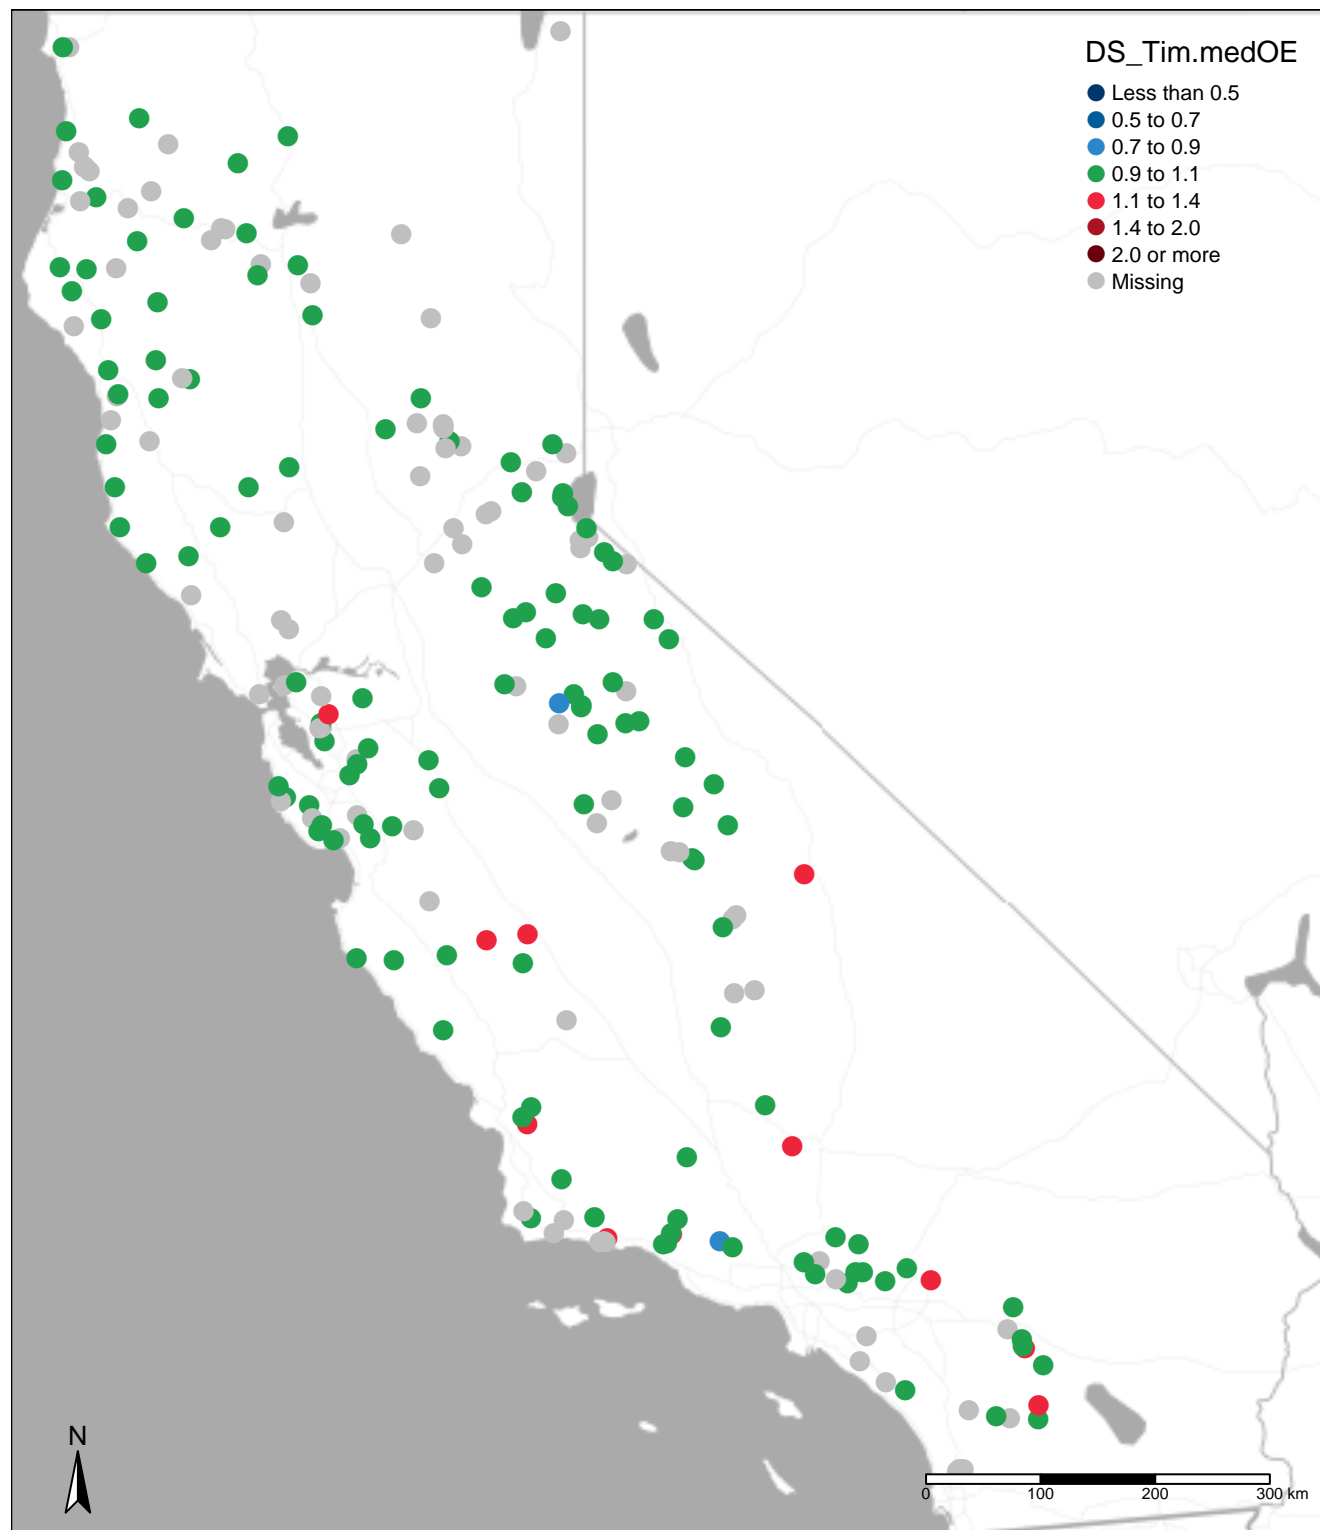 DS_Tim.medOE
Less than 0.5
0.5 to 0.7
0.7 to 0.9
0.9 to 1.1
1.1 to 1.4
1.4 to 2.0
2.0 or more
Missing
N
0 100 200 300 km